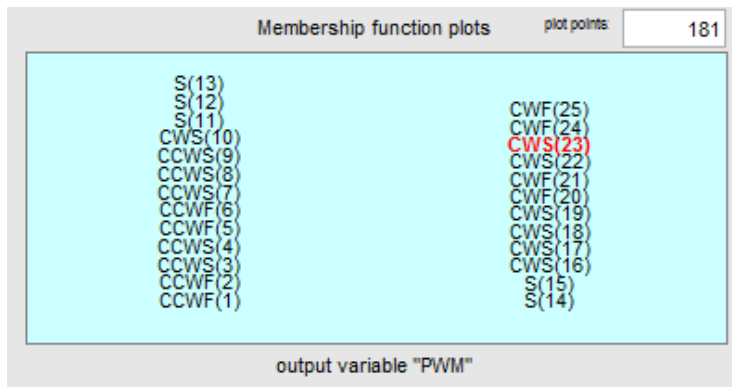 Membership function plots
plot points:
181
S(13)
S(12)
S(11)
CWS(10)
CCWS(9)
CCWS(8)
CCWS(7)
CCWF(6)
CCWF(5)
CCWS(4)
CCWS(3)
CCWF(2)
CCWF(1)
CWF(25)
CWF(24)
CWS(23)
CWS(22)
CWF(21)
CWF(20)
CWS(19)
CWS(18)
CWS(17)
CWS(16)
S(15)
S(14)
output variable "PWM"